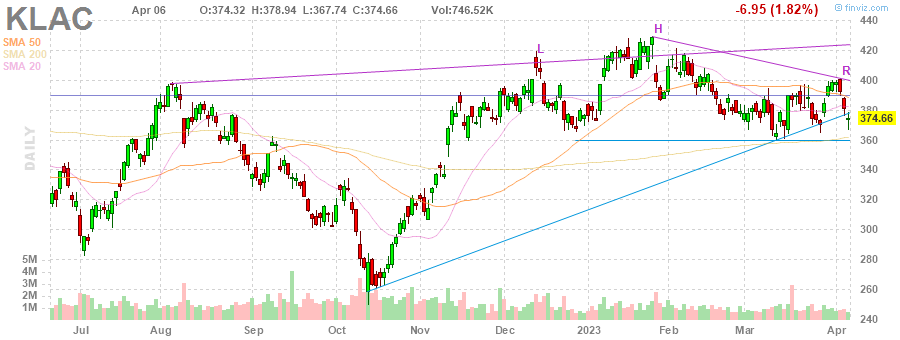 KLAC Apr 06 O:374.32 H:378.94 L:367.74 C:374.66 Vol:746.52K -6.95 (1.82%)
© finviz.com
SMA 50
SMA 200
SMA 20
DAILY
L
H
R
440
420
400
380
374.66
360
340
320
300
280
260
240
5M
4M
3M
2M
1M
Jul Aug Sep Oct Nov Dec 2023 Feb Mar Apr